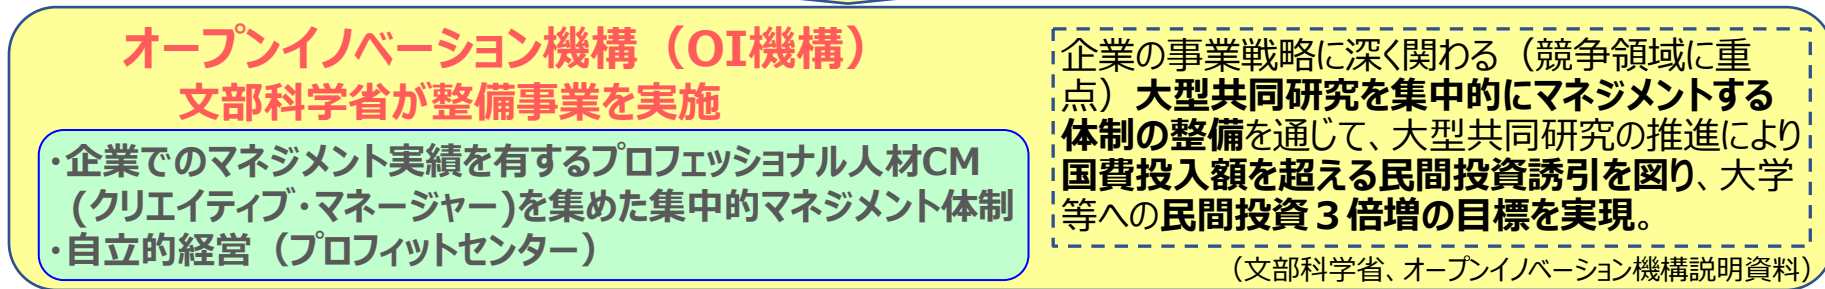 オープンイノベーション機構（OI機構）
文部科学省が整備事業を実施
・企業でのマネジメント実績を有するプロフェッショナル人材CM
(クリエイティブ・マネージャー)を集めた集中的マネジメント体制
・自立的経営（プロフィットセンター）
企業の事業戦略に深く関わる（競争領域に重
点）大型共同研究を集中的にマネジメントする
体制の整備を通じて、大型共同研究の推進により
国費投入額を超える民間投資誘引を図り、大学
等への民間投資３倍増の目標を実現。
（文部科学省、オープンイノベーション機構説明資料）